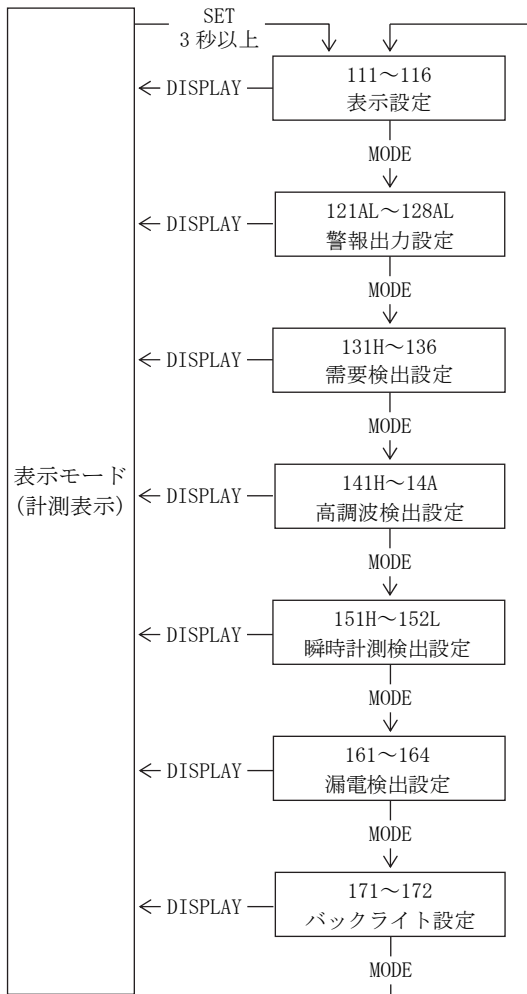 SET
3秒以上
111～116
表示設定
DISPLAY
MODE
121AL～128AL
警報出力設定
DISPLAY
MODE
131H～136
需要検出設定
DISPLAY
MODE
表示モード
(計測表示)
141H～14A
高調波検出設定
DISPLAY
MODE
151H～152L
瞬時計測検出設定
DISPLAY
MODE
161～164
漏電検出設定
DISPLAY
MODE
171～172
バックライト設定
DISPLAY
MODE